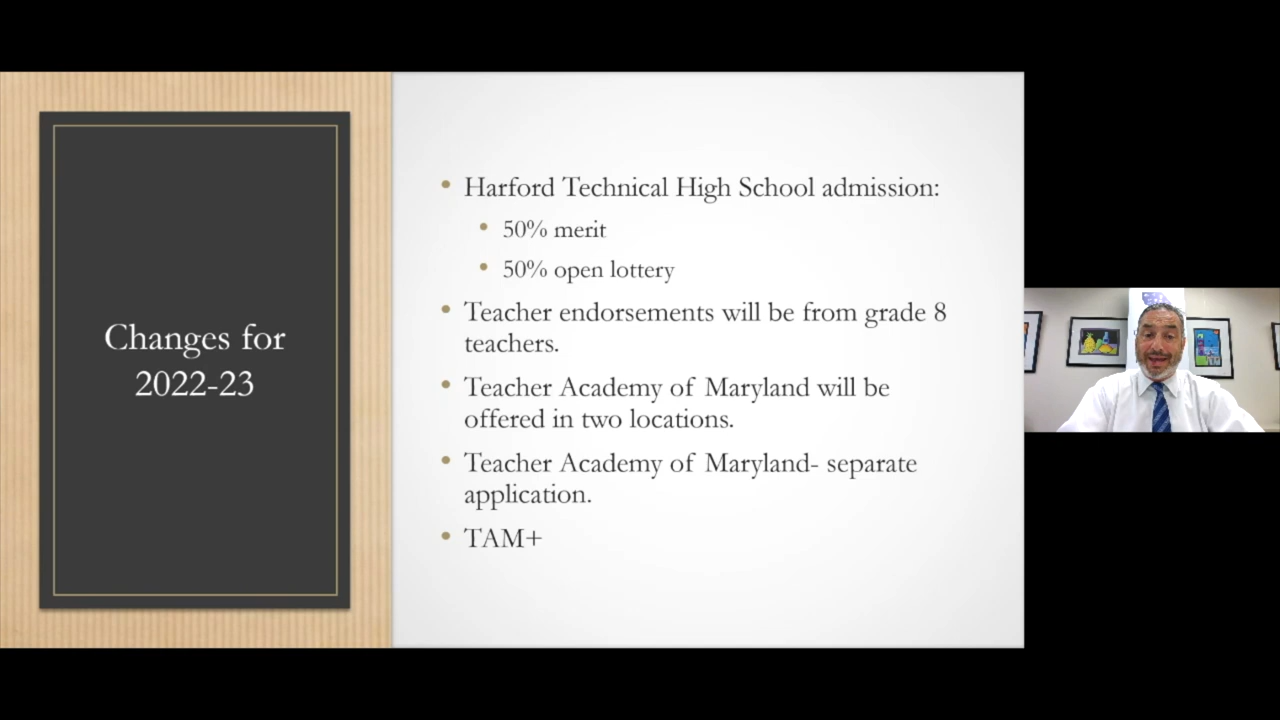 Changes for
2022-23
Harford Technical High School admission:
50% merit
50% open lottery
Teacher endorsements will be from grade 8
teachers.
Teacher Academy of Maryland will be
offered in two locations.
Teacher Academy of Maryland- separate
application.
TAM+